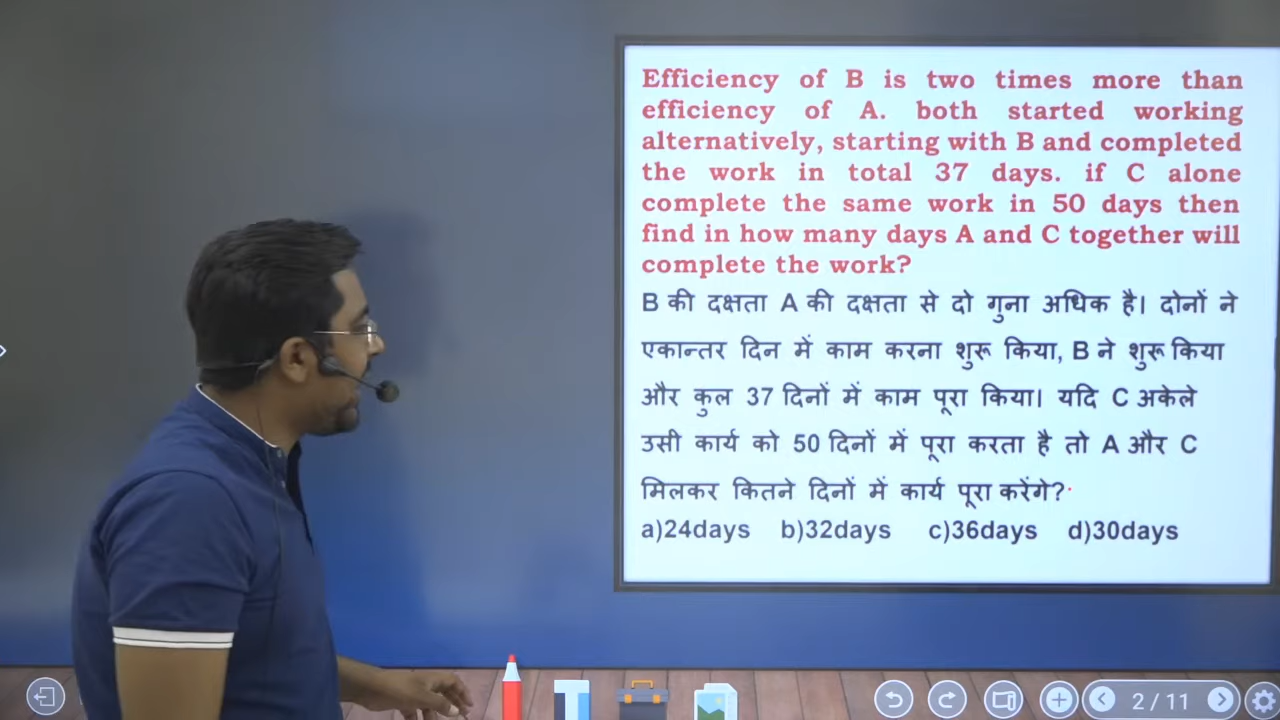 Efficiency of B is two times more than
efficiency of A. both started working
alternatively, starting with B and completed
the work in total 37 days. if C alone
complete the same work in 50 days then
find in how many days A and C together will
complete the work?
B की दक्षता A की दक्षता से दो गुना अधिक है। दोनों ने
एकान्तर दिन में काम करना शुरू किया, B ने शुरू किया
और कुल 37 दिनों में काम पूरा किया। यदि C अकेले
उसी कार्य को 50 दिनों में पूरा करता है तो A और C
मिलकर कितने दिनों में कार्य पूरा करेंगे?
a)24days b)32days c)36days d)30days
2 / 11